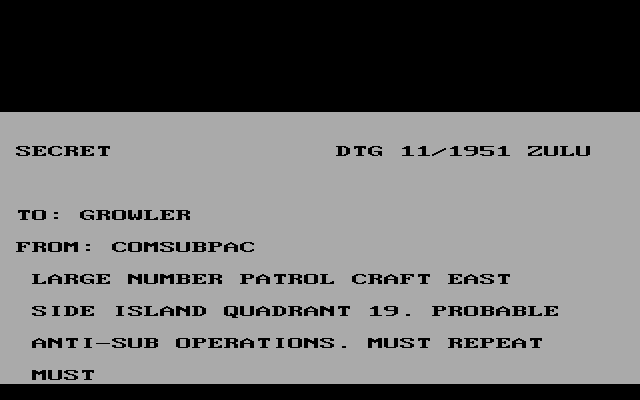 SECRET DTG 11/1951 ZULU
TO: GROWLER
FROM: COMSUBPAC
LARGE NUMBER PATROL CRAFT EAST
SIDE ISLAND QUADRANT 19. PROBABLE
ANTI-SUB OPERATIONS. MUST REPEAT
MUST